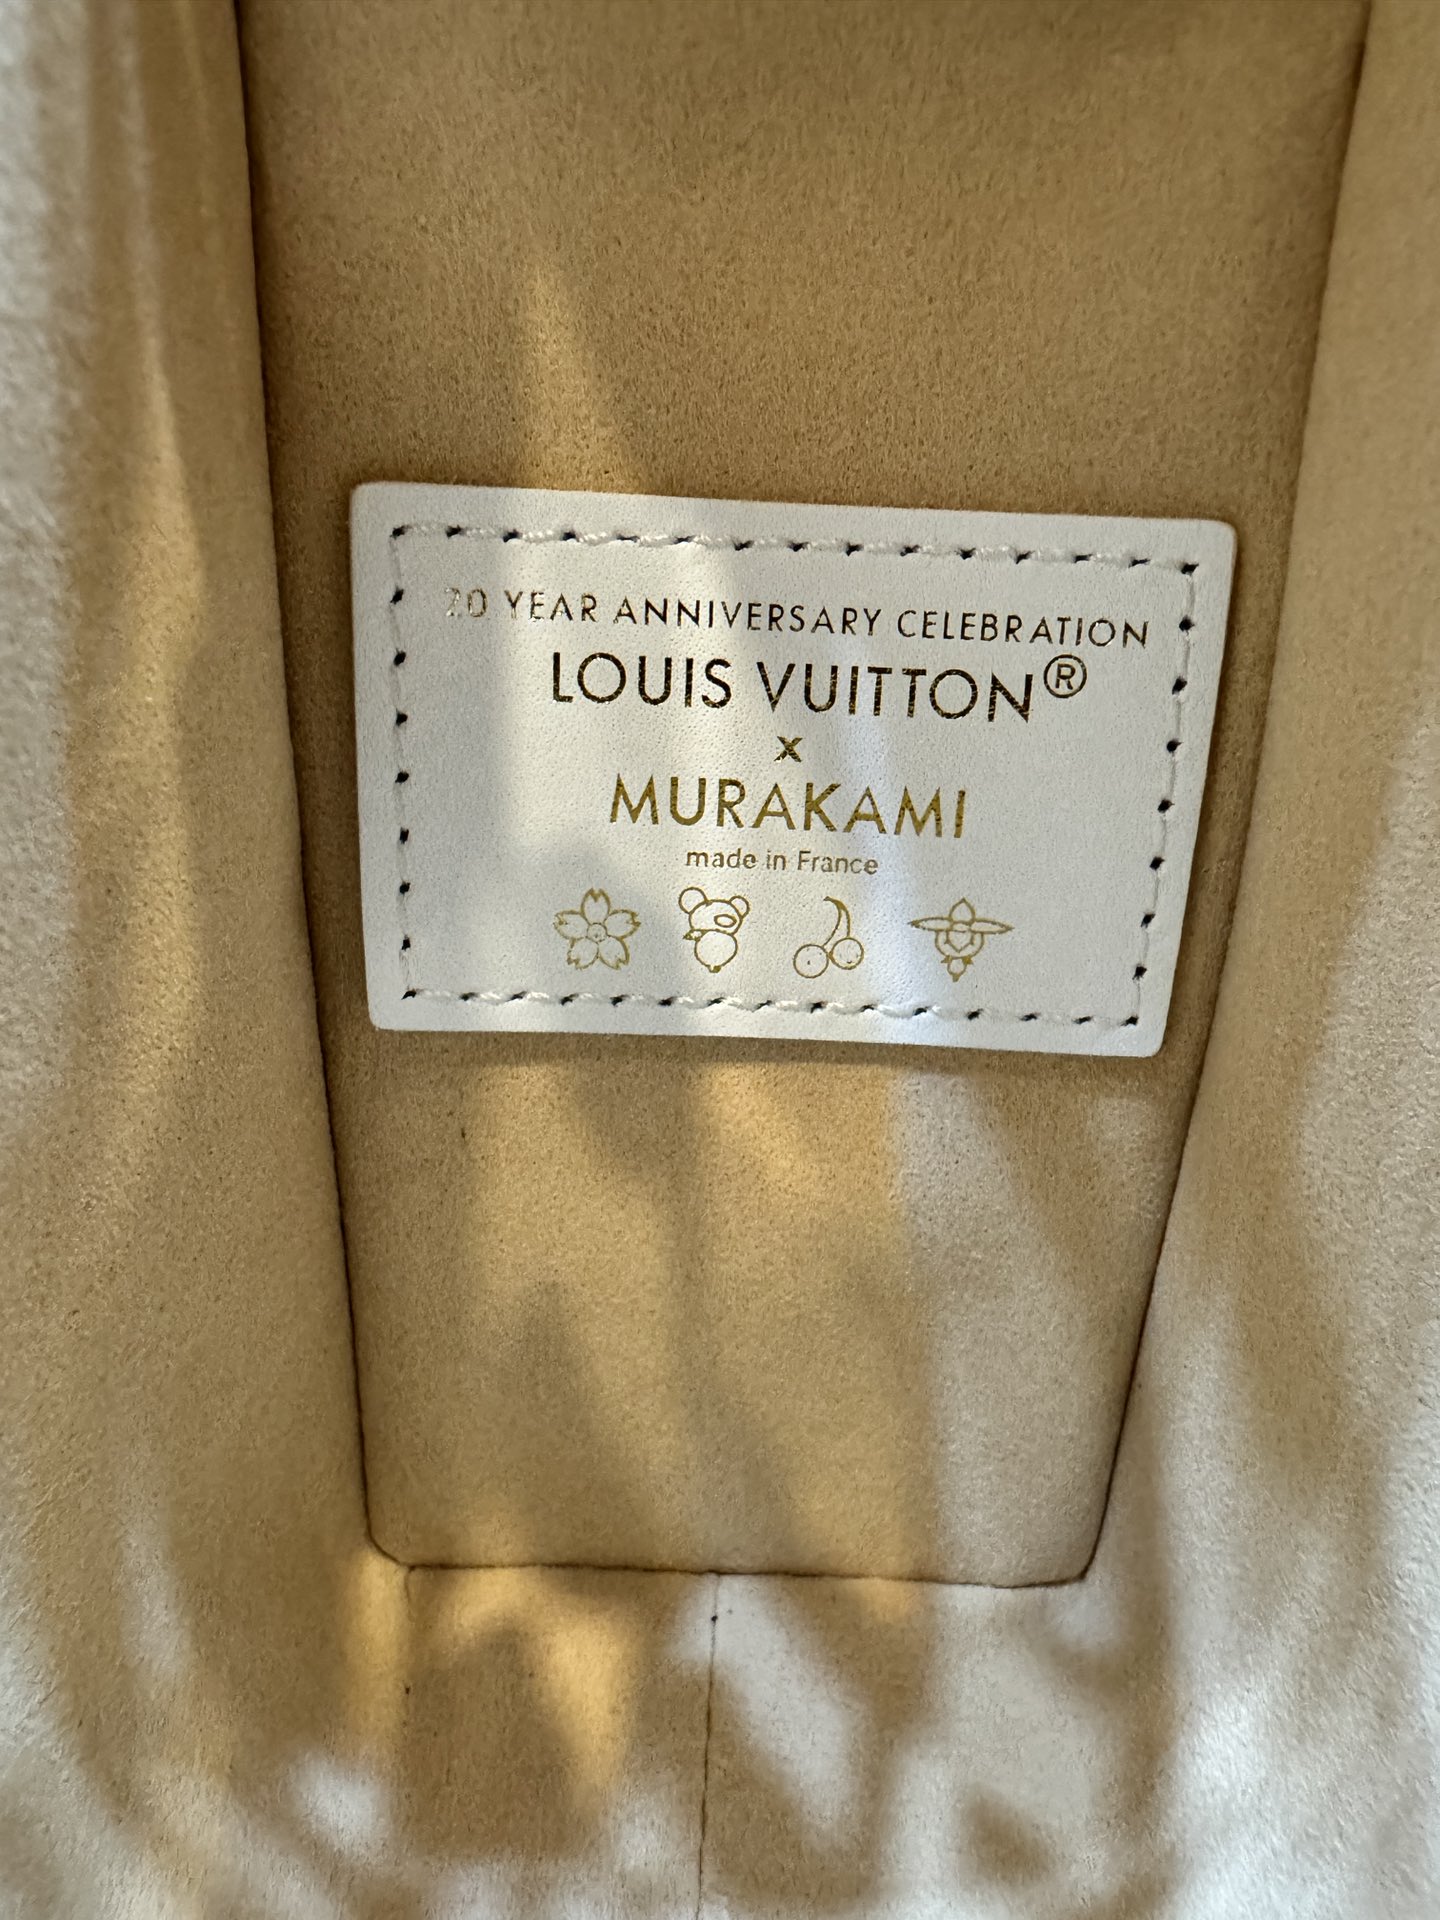 20 YEAR ANNIVERSARY CELEBRATION
LOUIS VUITTON®
x
MURAKAMI
made in France